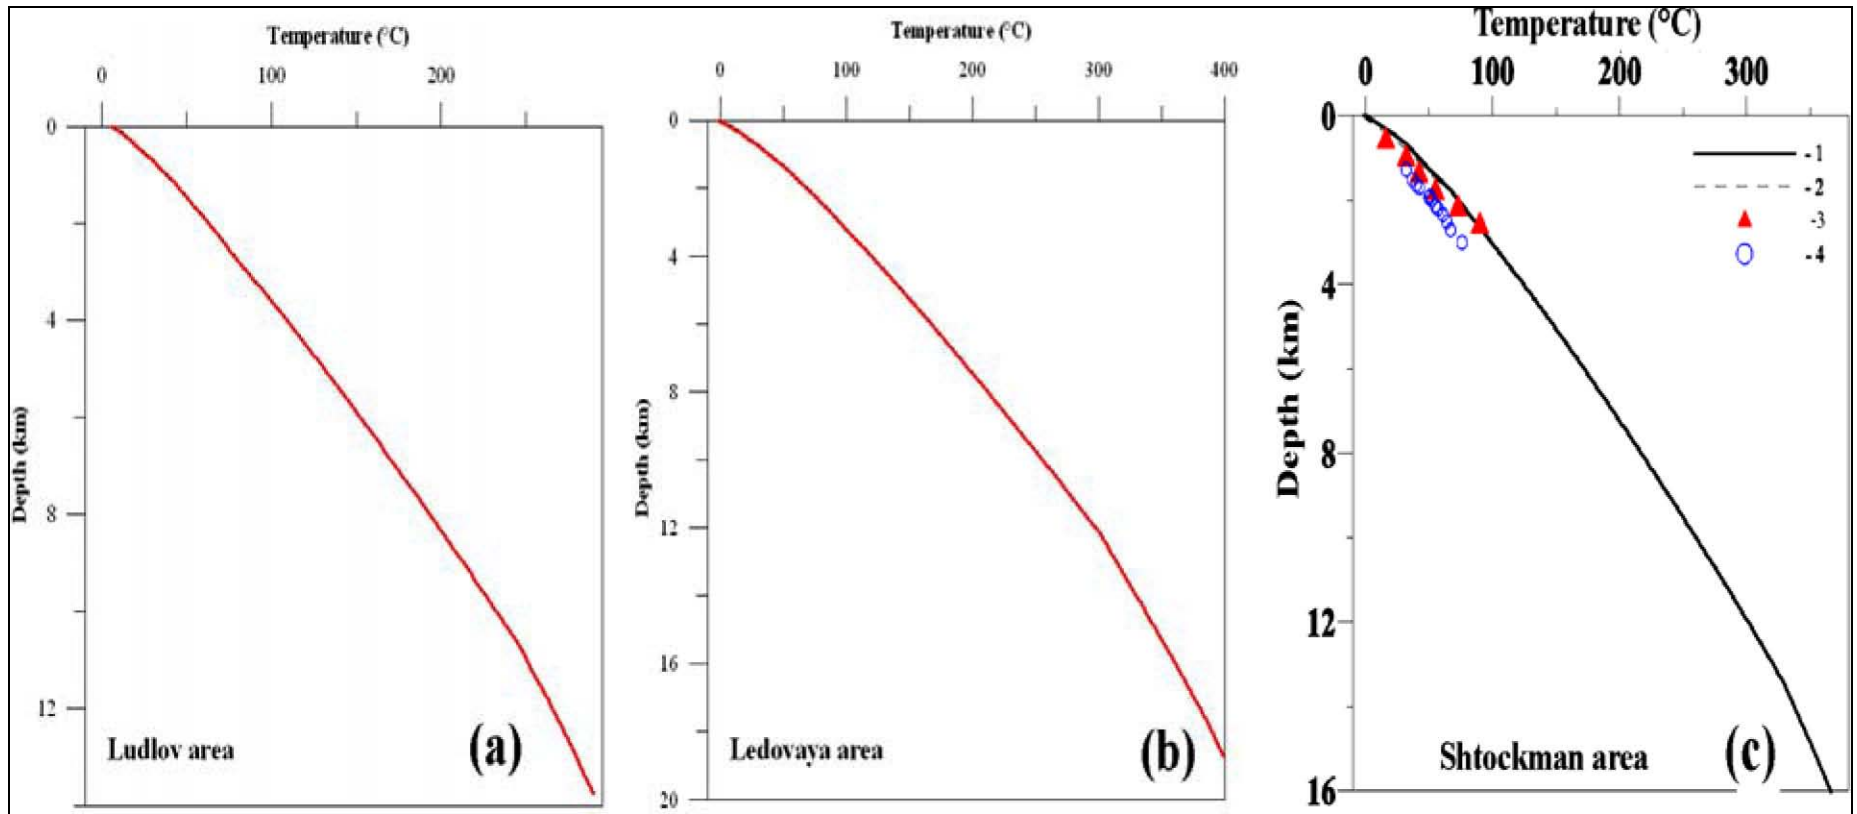 Temperature (°C)
0 100 200
0
4
8
12
Depth (km)
Ludlov area
(a)
Temperature (°C)
0 100 200 300 400
0
4
8
12
16
20
Depth (km)
Ledovaya area
(b)
Temperature (°C)
0 100 200 300
0
4
8
12
16
Depth (km)
- 1
- 2
- 3
- 4
Shtockman area
(c)